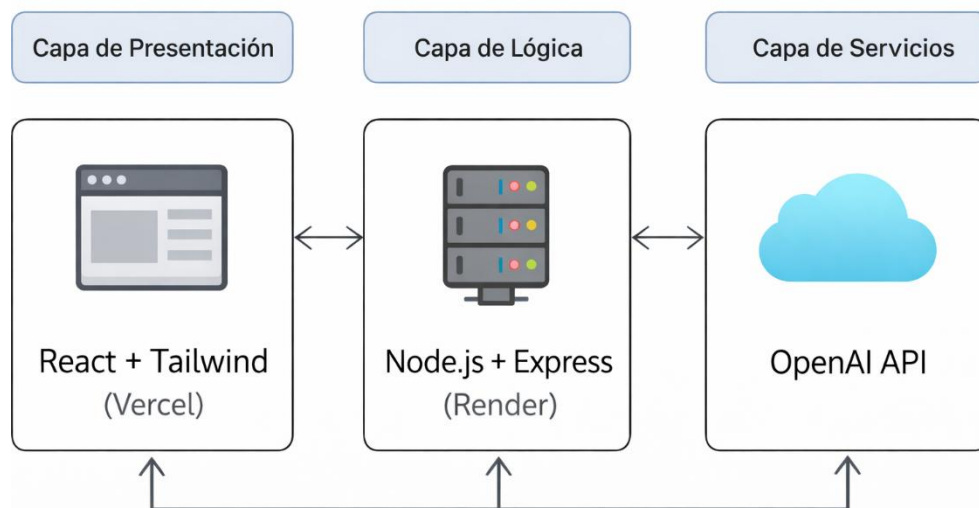 Capa de Presentación
Capa de Lógica
Capa de Servicios
React + Tailwind
(Vercel)
Node.js + Express
(Render)
OpenAI API